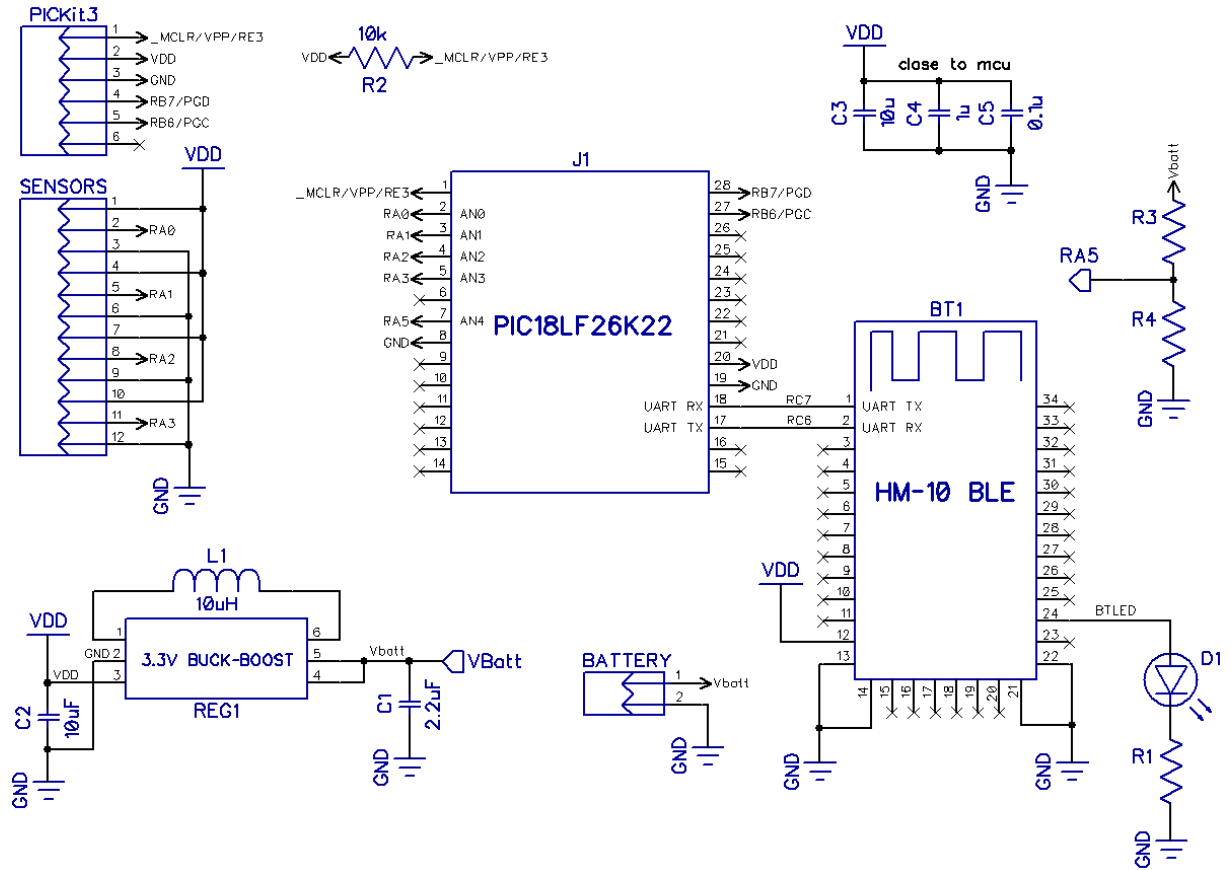 PICKit3
1 _MCLR/VPP/RE3
2 VDD
3 GND
4 RB7/PGD
5 RB6/PGC
6
10k
VDD _MCLR/VPP/RE3
R2
VDD
close to mcu
C3 10u C4 1u C5 0.1u
GND
SENSORS
VDD
1
2 RA0
3
4
5 RA1
6
7
8 RA2
9
10
11 RA3
12
GND
J1
PIC18LF26K22
_MCLR/VPP/RE3 1
RA0 2 AN0
RA1 3 AN1
RA2 4 AN2
RA3 5 AN3
6
RA5 7 AN4
GND 8
9
10
11
12
13
14
28 RB7/PGD
27 RB6/PGC
26
25
24
23
22
21
20 VDD
19 GND
UART RX 18 RC7
UART TX 17 RC6
16
15
BT1
HM-10 BLE
1 UART TX
2 UART RX
3
4
5
6
7
8
9
10
11
VDD
12
13
14
15
16
17
18
19
20
21
34
33
32
31
30
29
28
27
26
25
24 BTLED
23
22
GND
GND
D1
R1
GND
Vbatt
R3
RA5
R4
GND
L1
10uH
VDD
1 6
GND 2 3.3V BUCK-BOOST 5 Vbatt VBatt
VDD 3 4
REG1
C2 10uF
GND
C1 2.2uF
GND
BATTERY
1 Vbatt
2
GND